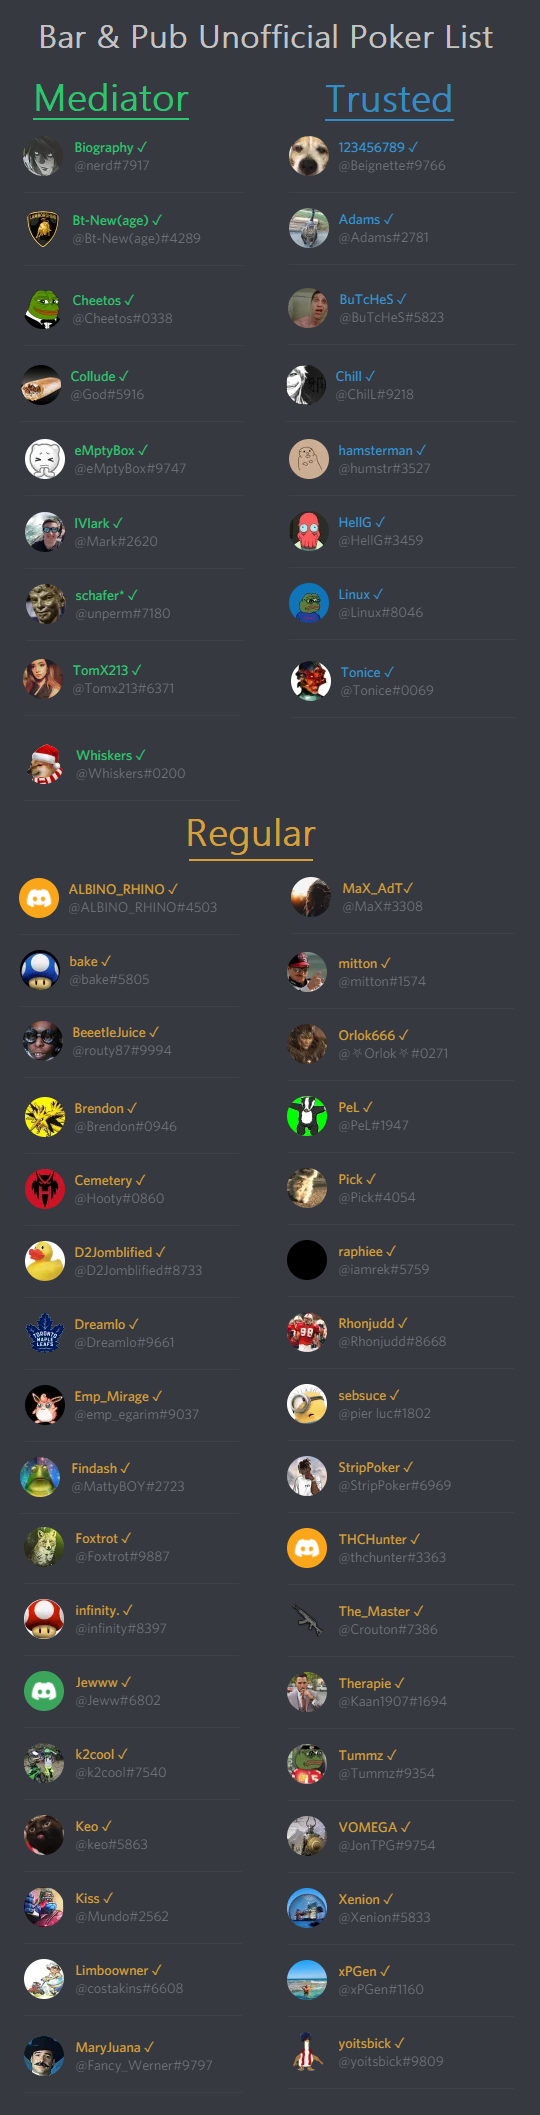 Bar & Pub Unofficial Poker List
Mediator
Biography ✓
@nerd#7917
Bt-New(age) ✓
@Bt-New(age)#4289
Cheetos ✓
@Cheetos#0338
Collude ✓
@God#5916
eMptyBox ✓
@eMptyBox#9747
IVlark ✓
@Mark#2620
schafer* ✓
@unperm#7180
TomX213 ✓
@Tomx213#6371
Whiskers ✓
@Whiskers#0200
Trusted
123456789 ✓
@Beignette#9766
Adams ✓
@Adams#2781
BuTcHeS ✓
@BuTcHeS#5823
Chill ✓
@ChilL#9218
hamsterman ✓
@humstr#3527
HellG ✓
@HellG#3459
Linux ✓
@Linux#8046
Tonice ✓
@Tonice#0069
Regular
ALBINO_RHINO ✓
@ALBINO_RHINO#4503
bake ✓
@bake#5805
BeeetleJuice ✓
@routy87#9994
Brendon ✓
@Brendon#0946
Cemetery ✓
@Hooty#0860
D2Jomblified ✓
@D2Jomblified#8733
TORONTO
MAPLE
LEAFS
Dreamlo ✓
@Dreamlo#9661
Emp_Mirage ✓
@emp_egarim#9037
Findash ✓
@MattyBOY#2723
Foxtrot ✓
@Foxtrot#9887
infinity. ✓
@infinity#8397
Jewww ✓
@Jeww#6802
k2cool ✓
@k2cool#7540
Keo ✓
@keo#5863
Kiss ✓
@Mundo#2562
Limboowner ✓
@costakins#6608
MaryJuana ✓
@Fancy_Werner#9797
MaX_AdT✓
@MaX#3308
mitton ✓
@mitton#1574
Orlok666 ✓
@⛧Orlok⛧#0271
PeL ✓
@PeL#1947
Pick ✓
@Pick#4054
raphiee ✓
@iamrek#5759
98
Rhonjudd ✓
@Rhonjudd#8668
sebsuce ✓
@pier luc#1802
StripPoker ✓
@StripPoker#6969
THCHunter ✓
@thchunter#3363
The_Master ✓
@Crouton#7386
Therapie ✓
@Kaan1907#1694
15
Tummz ✓
@Tummz#9354
VOMEGA ✓
@JonTPG#9754
Xenion ✓
@Xenion#5833
xPGen ✓
@xPGen#1160
yoitsbick ✓
@yoitsbick#9809